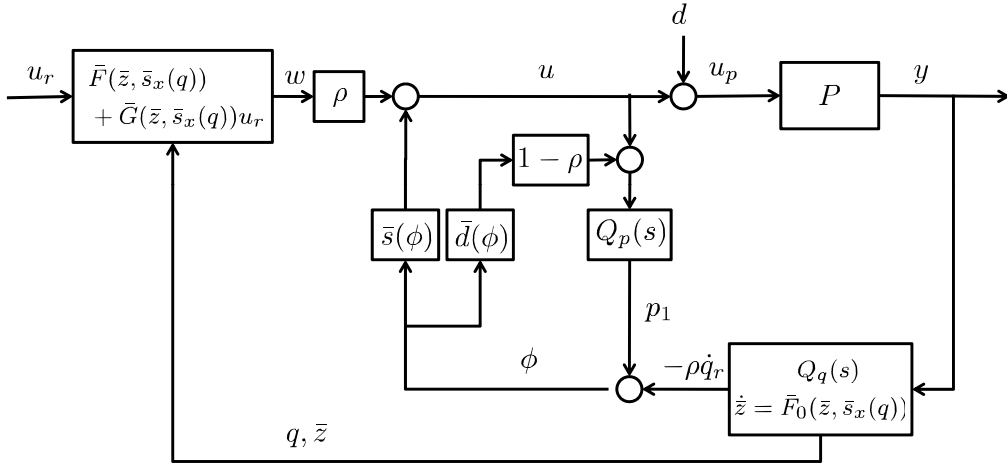 d
u_r
F̄(z̄, s̄_x(q))
+ Ḡ(z̄, s̄_x(q))u_r
w
ρ
u
u_p
P
y
1 − ρ
s̄(φ)
d̄(φ)
Q_p(s)
p_1
φ
−ρq̇_r
Q_q(s)
z̄̇ = F̄_0(z̄, s̄_x(q))
q, z̄